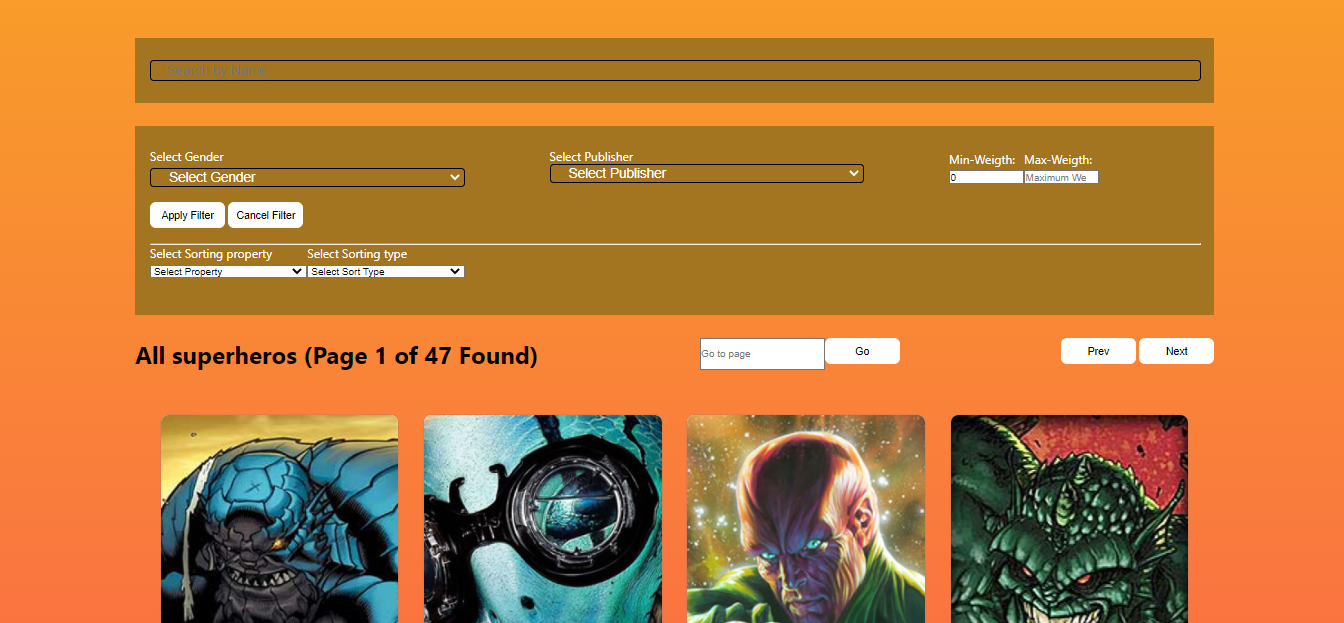 Search by Name
Select Gender
Select Gender
Select Publisher
Select Publisher
Min-Weigth: Max-Weigth:
0 Maximum We
Apply Filter Cancel Filter
Select Sorting property Select Sorting type
Select Property Select Sort Type
All superheros (Page 1 of 47 Found)
Go to page Go
Prev Next